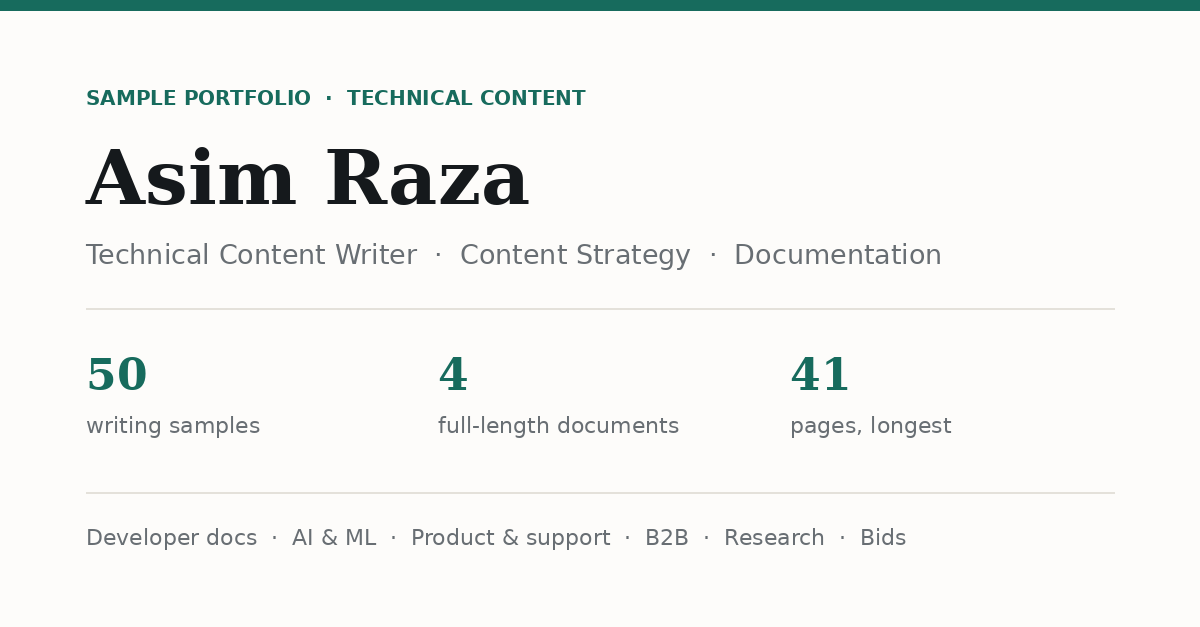 SAMPLE PORTFOLIO · TECHNICAL CONTENT
Asim Raza
Technical Content Writer · Content Strategy · Documentation
50
writing samples
4
full-length documents
41
pages, longest
Developer docs · AI & ML · Product & support · B2B · Research · Bids